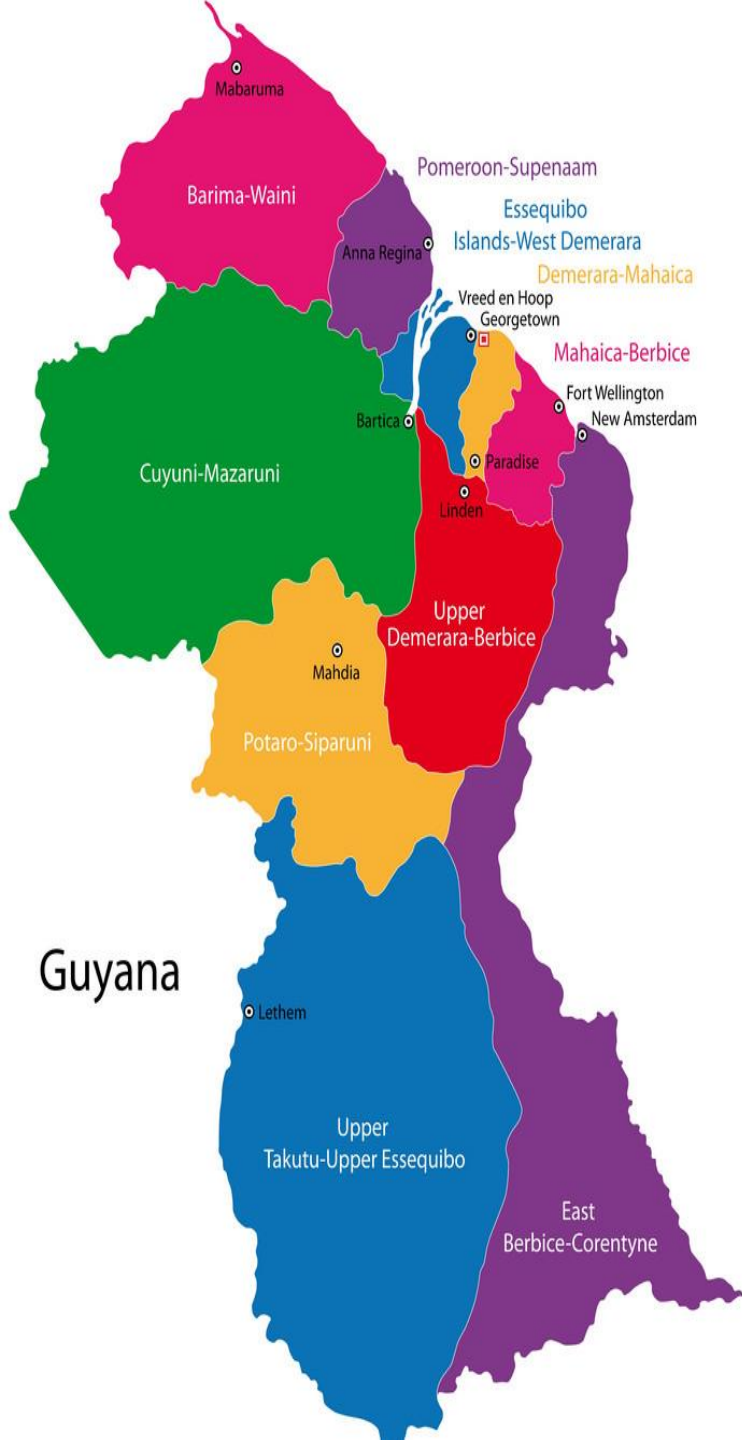 Mabaruma
Pomeroon-Supenaam
Barima-Waini
Essequibo
Islands-West Demerara
Anna Regina
Demerara-Mahaica
Vreed en Hoop
Georgetown
Mahaica-Berbice
Fort Wellington
New Amsterdam
Bartica
Paradise
Cuyuni-Mazaruni
Linden
Upper
Demerara-Berbice
Mahdia
Potaro-Siparuni
Guyana
Lethem
Upper
Takutu-Upper Essequibo
East
Berbice-Corentyne